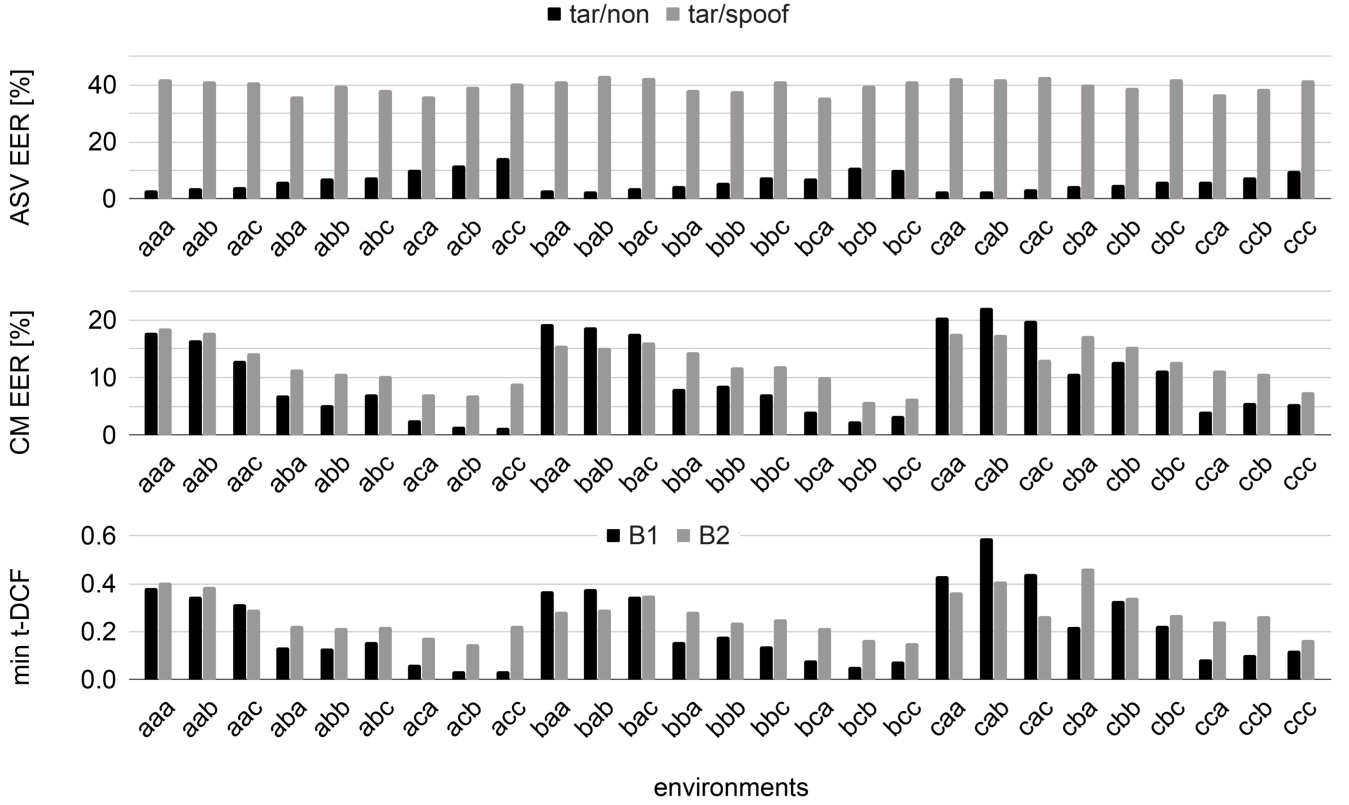 tar/non tar/spoof
ASV EER [%]
40
20
0
aaa aab aac aba abb abc aca acb acc baa bab bac bba bbb bbc bca bcb bcc caa cab cac cba cbb cbc cca ccb ccc
CM EER [%]
20
10
0
aaa aab aac aba abb abc aca acb acc baa bab bac bba bbb bbc bca bcb bcc caa cab cac cba cbb cbc cca ccb ccc
min t-DCF
0.6
B1 B2
0.4
0.2
0.0
aaa aab aac aba abb abc aca acb acc baa bab bac bba bbb bbc bca bcb bcc caa cab cac cba cbb cbc cca ccb ccc
environments